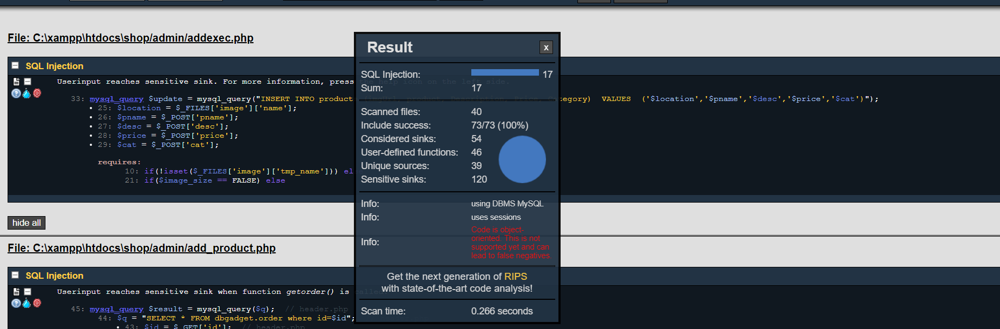 File: C:\xampp\htdocs\shop/admin/addexec.php
SQL Injection
Userinput reaches sensitive sink. For more information, press the help icon on the left side.
33: mysql_query $update = mysql_query("INSERT INTO product Category) VALUES ('$location','$pname','$desc','$price','$cat')");
• 25: $location = $_FILES['image']['name'];
• 26: $pname = $_POST['pname'];
• 27: $desc = $_POST['desc'];
• 28: $price = $_POST['price'];
• 29: $cat = $_POST['cat'];
requires:
10: if(!isset($_FILES['image']['tmp_name'])) el
21: if($image_size == FALSE) else
hide all
File: C:\xampp\htdocs\shop/admin/add_product.php
SQL Injection
Userinput reaches sensitive sink when function getorder() is called.
45: mysql_query $result = mysql_query($q); // header.php
44: $q = "SELECT * FROM dbgadget.order where id=$id";
• 43: $id = $_GET['id']; // header.php
Result
x
SQL Injection: 17
Sum: 17
Scanned files: 40
Include success: 73/73 (100%)
Considered sinks: 54
User-defined functions: 46
Unique sources: 39
Sensitive sinks: 120
Info: using DBMS MySQL
Info: uses sessions
Info: Code is object-
oriented. This is not
supported yet and can
lead to false negatives.
Get the next generation of RIPS
with state-of-the-art code analysis!
Scan time: 0.266 seconds